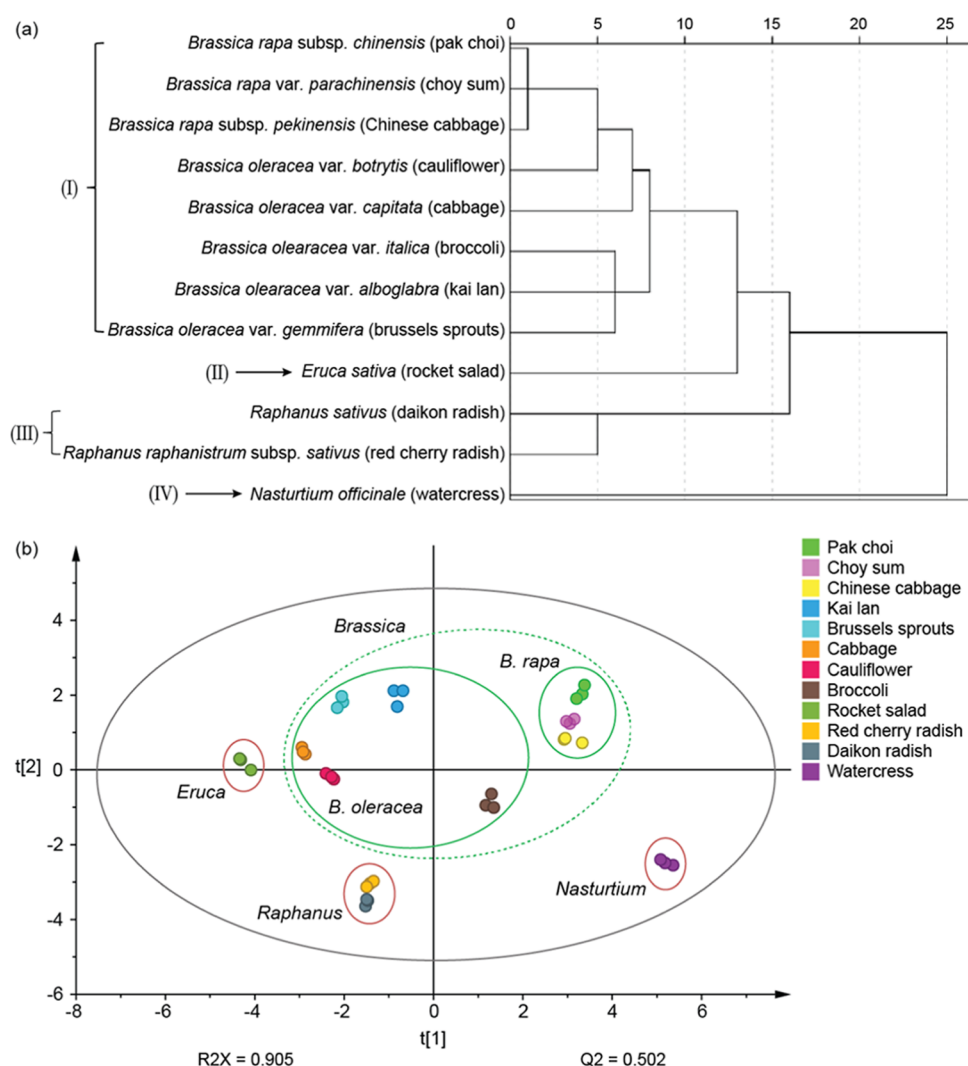 (a)
0 5 10 15 20 25
Brassica rapa subsp. chinensis (pak choi)
Brassica rapa var. parachinensis (choy sum)
Brassica rapa subsp. pekinensis (Chinese cabbage)
Brassica oleracea var. botrytis (cauliflower)
(I)
Brassica oleracea var. capitata (cabbage)
Brassica olearacea var. italica (broccoli)
Brassica olearacea var. alboglabra (kai lan)
Brassica oleracea var. gemmifera (brussels sprouts)
(II) Eruca sativa (rocket salad)
Raphanus sativus (daikon radish)
(III)
Raphanus raphanistrum subsp. sativus (red cherry radish)
(IV) Nasturtium officinale (watercress)
(b)
Pak choi
Choy sum
Chinese cabbage
Kai lan
Brussels sprouts
Cabbage
Cauliflower
Broccoli
Rocket salad
Red cherry radish
Daikon radish
Watercress
4
2
0
-2
-4
-6
t[2]
Brassica
B. rapa
Eruca
B. oleracea
Raphanus
Nasturtium
-8 -6 -4 -2 0 2 4 6
t[1]
R2X = 0.905 Q2 = 0.502